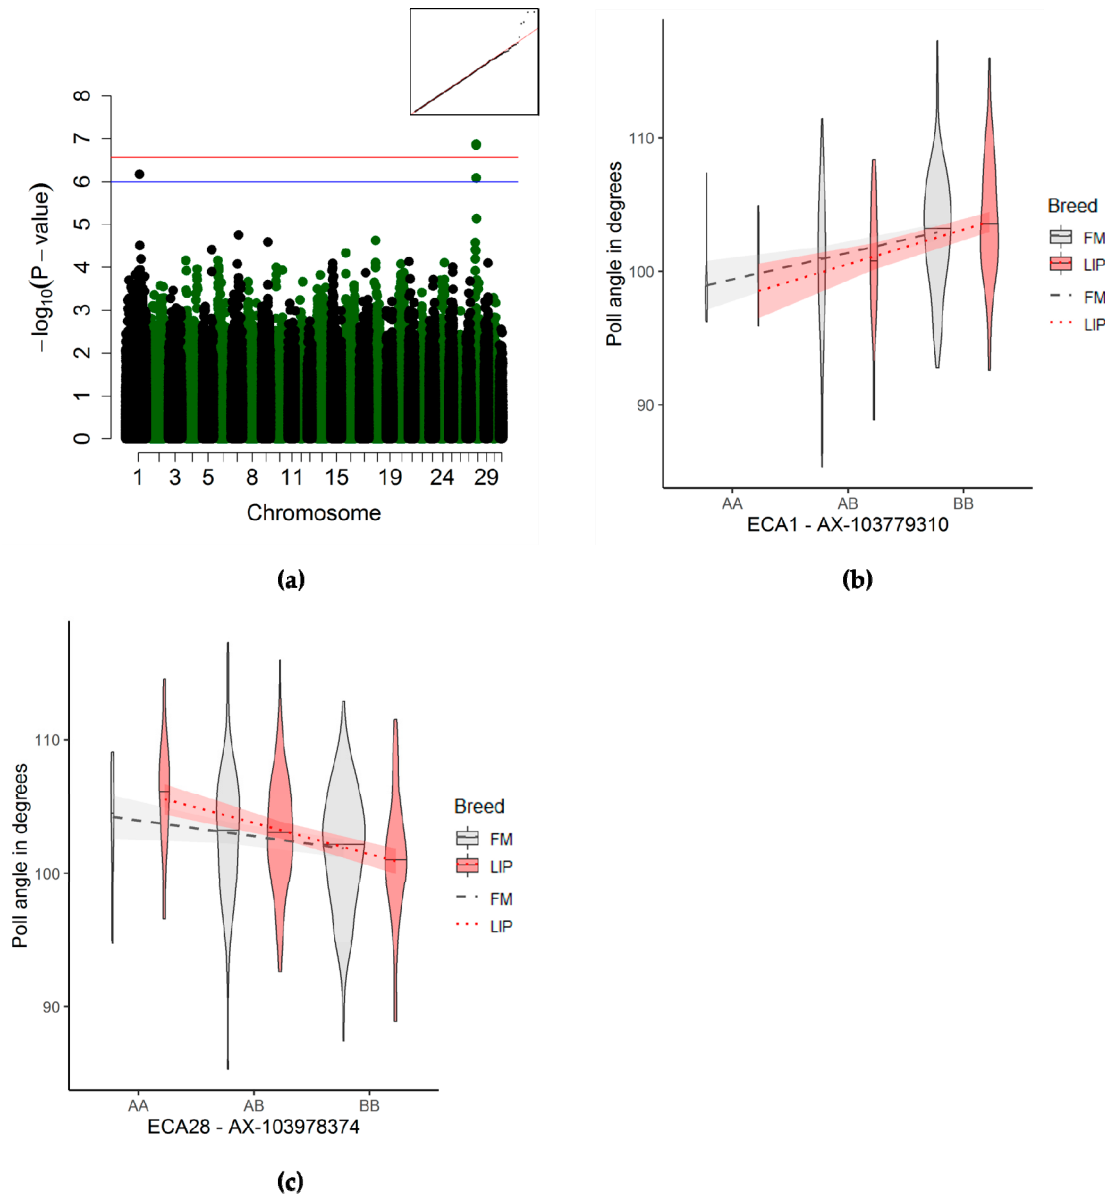 8
7
6
5
4
3
2
1
0
−log10(P−value)
1 3 5 8 11 15 19 24 29
Chromosome
(a)
110
100
90
Poll angle in degrees
AA AB BB
ECA1 - AX-103779310
Breed
FM
LIP
FM
LIP
(b)
110
100
90
Poll angle in degrees
AA AB BB
ECA28 - AX-103978374
Breed
FM
LIP
FM
LIP
(c)